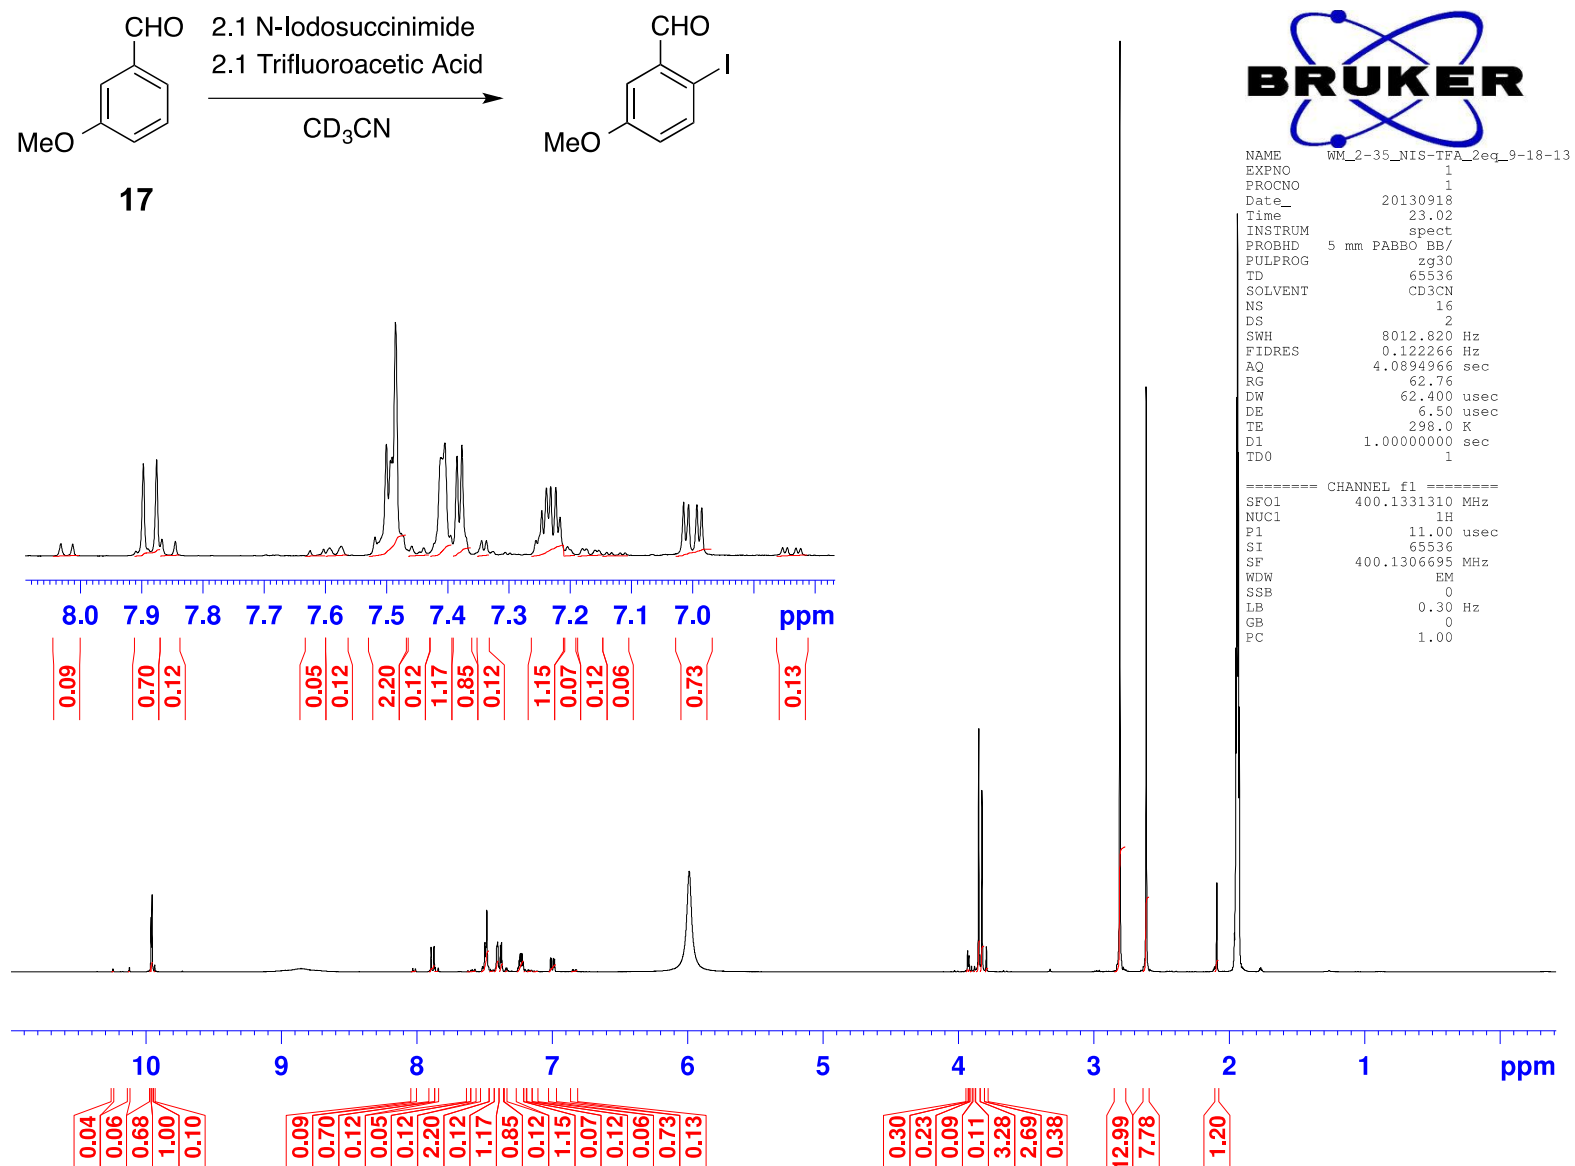 CHO
2.1 N-Iodosuccinimide
2.1 Trifluoroacetic Acid
CD3CN
MeO
17
CHO
I
MeO
BRUKER
NAME WM_2-35_NIS-TFA_2eq_9-18-13
EXPNO 1
PROCNO 1
Date_ 20130918
Time 23.02
INSTRUM spect
PROBHD 5 mm PABBO BB/
PULPROG zg30
TD 65536
SOLVENT CD3CN
NS 16
DS 2
SWH 8012.820 Hz
FIDRES 0.122266 Hz
AQ 4.0894966 sec
RG 62.76
DW 62.400 usec
DE 6.50 usec
TE 298.0 K
D1 1.00000000 sec
TD0 1
======== CHANNEL f1 ========
SFO1 400.1331310 MHz
NUC1 1H
P1 11.00 usec
SI 65536
SF 400.1306695 MHz
WDW EM
SSB 0
LB 0.30 Hz
GB 0
PC 1.00
8.0 7.9 7.8 7.7 7.6 7.5 7.4 7.3 7.2 7.1 7.0 ppm
0.09 0.70 0.12 0.05 0.12 2.20 0.12 1.17 0.85 0.12 1.15 0.07 0.12 0.06 0.73 0.13
10 9 8 7 6 5 4 3 2 1 ppm
0.04 0.06 0.68 1.00 0.10 0.09 0.70 0.12 0.05 0.12 2.20 0.12 1.17 0.85 0.12 1.15 0.07 0.12 0.06 0.73 0.13 0.30 0.23 0.09 0.11 3.28 2.69 0.38 12.99 7.78 1.20